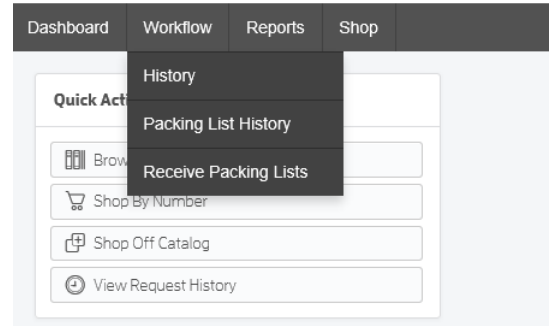 Dashboard Workflow Reports Shop
History
Quick Acti
Packing List History
Brow
Receive Packing Lists
Shop By Number
Shop Off Catalog
View Request History